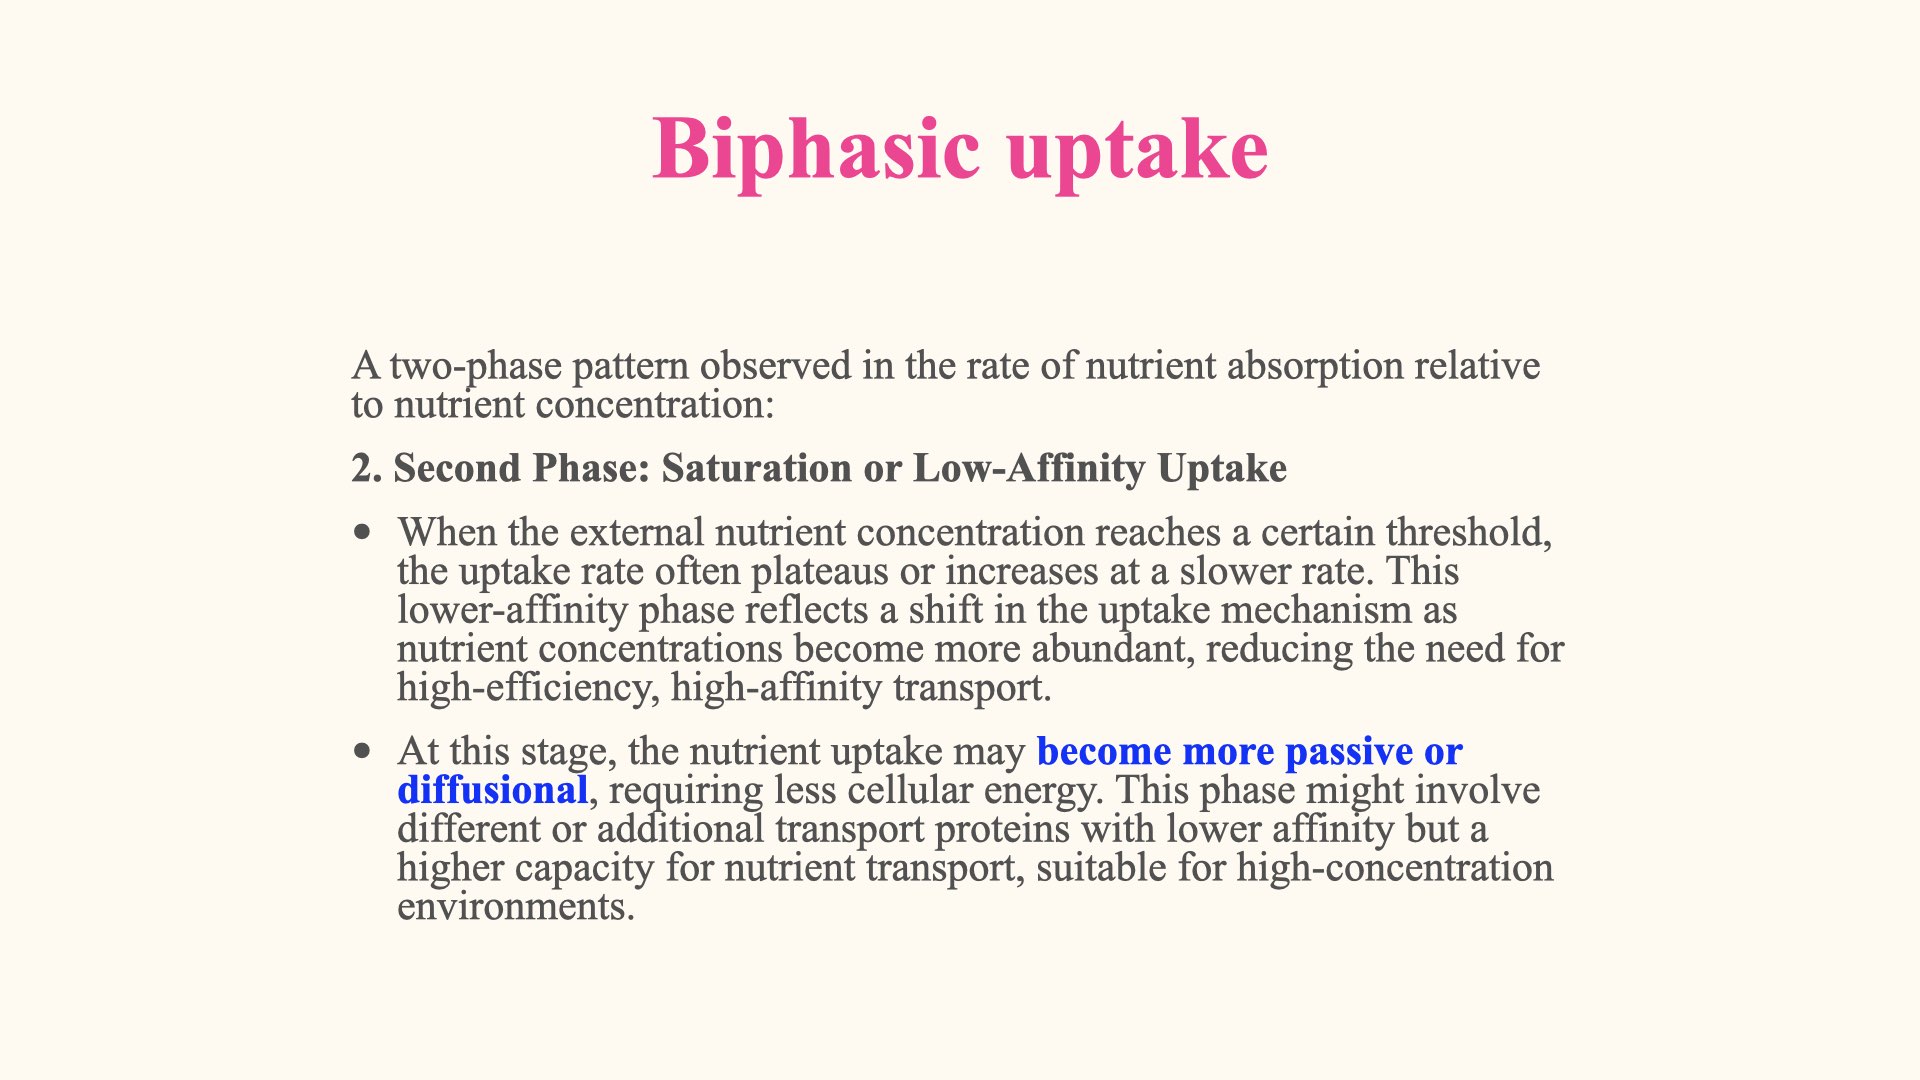 Biphasic uptake
A two-phase pattern observed in the rate of nutrient absorption relative
to nutrient concentration:
2. Second Phase: Saturation or Low-Affinity Uptake
• When the external nutrient concentration reaches a certain threshold,
the uptake rate often plateaus or increases at a slower rate. This
lower-affinity phase reflects a shift in the uptake mechanism as
nutrient concentrations become more abundant, reducing the need for
high-efficiency, high-affinity transport.
• At this stage, the nutrient uptake may become more passive or
diffusional, requiring less cellular energy. This phase might involve
different or additional transport proteins with lower affinity but a
higher capacity for nutrient transport, suitable for high-concentration
environments.